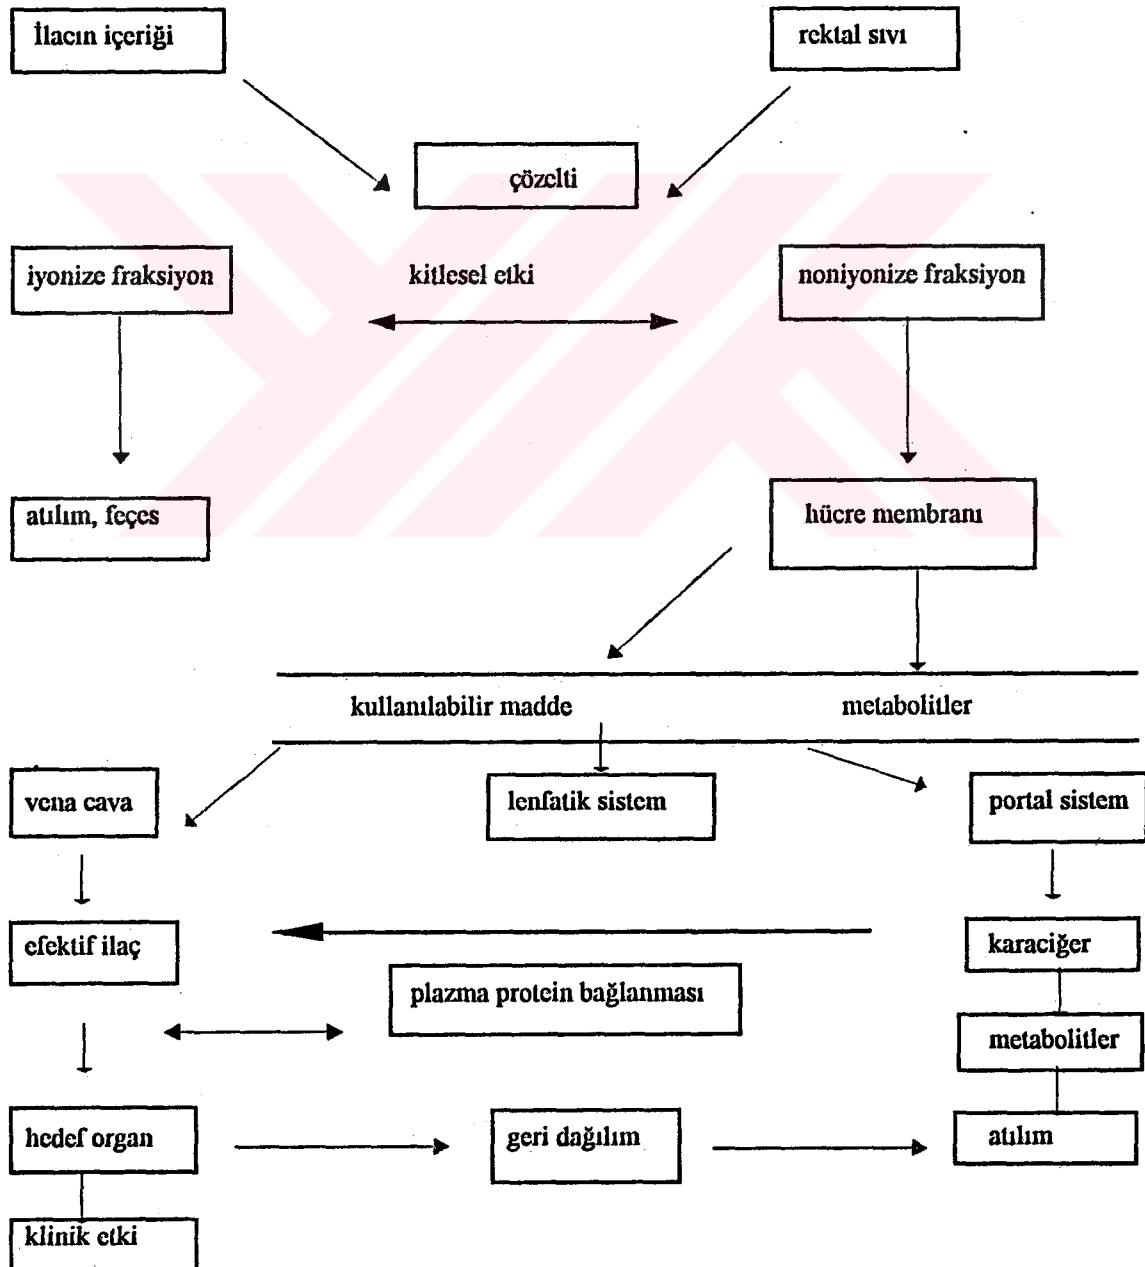 İlacın içeriği
rektal sıvı
çözelti
iyonize fraksiyon
kitlesel etki
noniyonize fraksiyon
atılım, feçes
hücre membranı
kullanılabilir madde
metabolitler
vena cava
lenfatik sistem
portal sistem
efektif ilaç
karaciğer
plazma protein bağlanması
metabolitler
hedef organ
geri dağılım
atılım
klinik etki